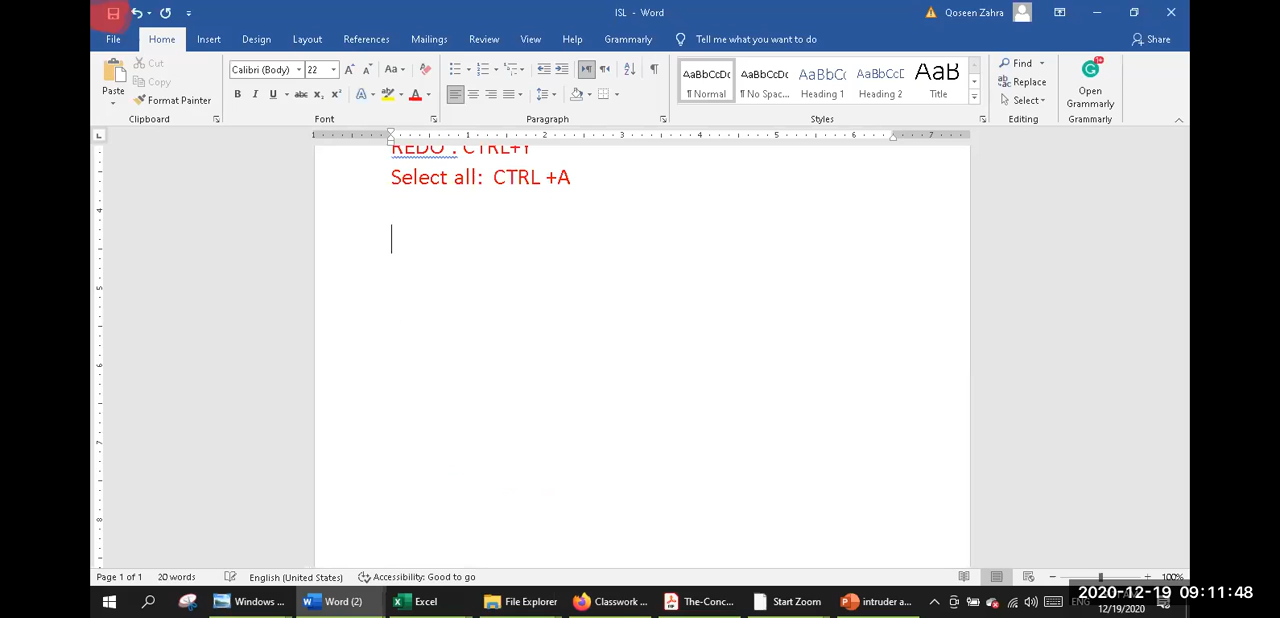 ISL - Word
Qoseen Zahra
File Home Insert Design Layout References Mailings Review View Help Grammarly Tell me what you want to do Share
Paste
Cut
Copy
Format Painter
Clipboard
Calibri (Body) 22
Font
Paragraph
AaBbCcDc AaBbCcDc AaBbCc AaBbCcD AaB
¶ Normal ¶ No Spac... Heading 1 Heading 2 Title
Styles
Find
Replace
Select
Editing
Open
Grammarly
Grammarly
REDO : CTRL+Y
Select all: CTRL +A
Page 1 of 1 20 words English (United States) Accessibility: Good to go 100%
Windows ... Word (2) Excel File Explorer Classwork ... The-Conc... Start Zoom intruder a... ENG
2020-12-19 09:11:48
12/19/2020